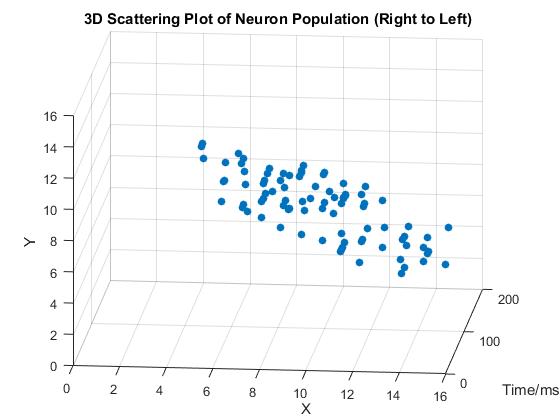 3D Scattering Plot of Neuron Population (Right to Left)
16
14
12
10
8
6
4
2
0
Y
0 2 4 6 8 10 12 14 16
X
0
100
200
Time/ms